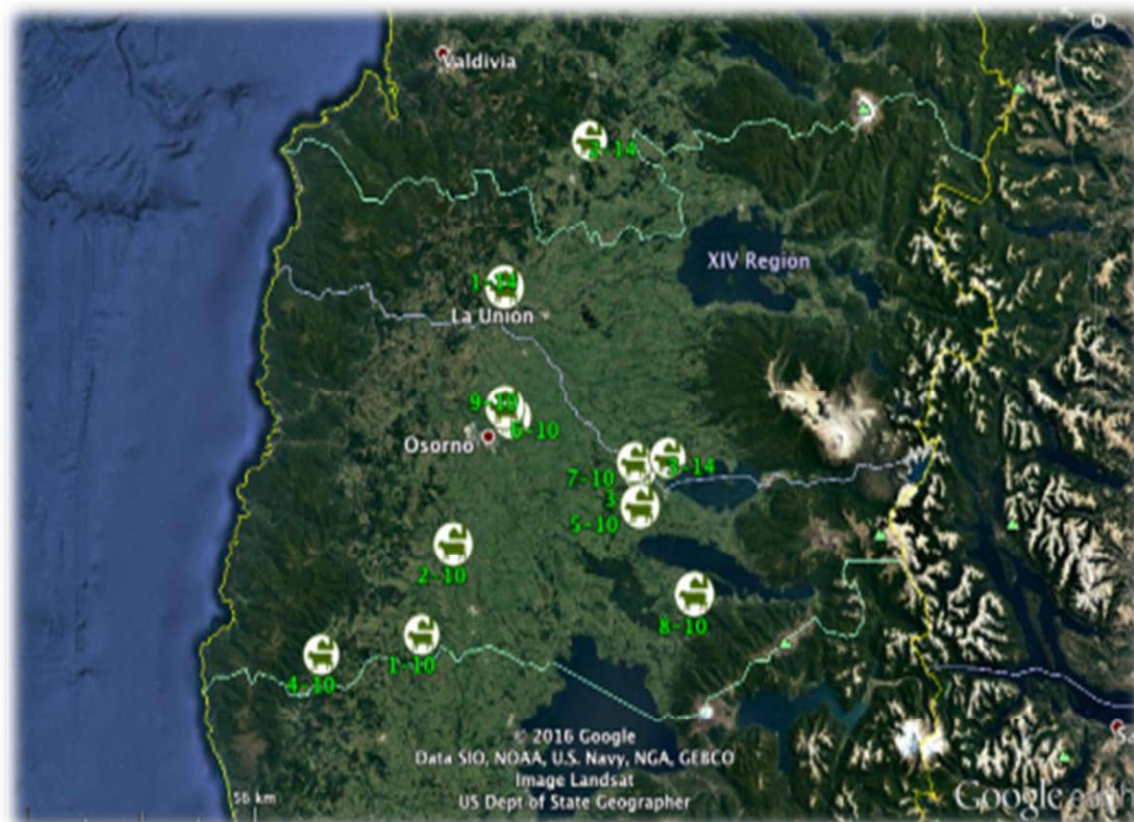 Valdivia
2-14
XIV Región
1-14
La Unión
9-10
6-10
Osorno
7-10
3-14
3
5-10
2-10
8-10
1-10
4-10
© 2016 Google
Data SIO, NOAA, U.S. Navy, NGA, GEBCO
Image Landsat
US Dept of State Geographer
56 km
Google earth